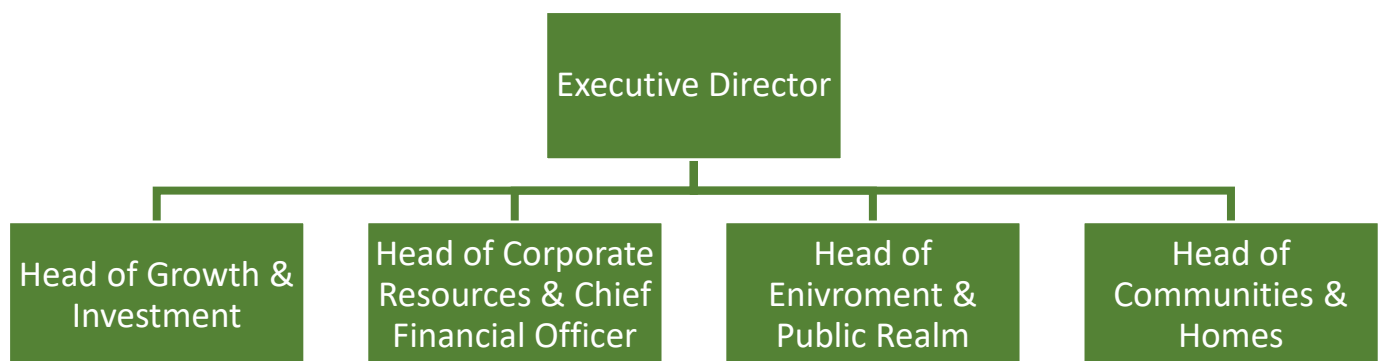 Executive Director
Head of Growth &
Investment
Head of Corporate
Resources & Chief
Financial Officer
Head of
Enivroment &
Public Realm
Head of
Communities &
Homes